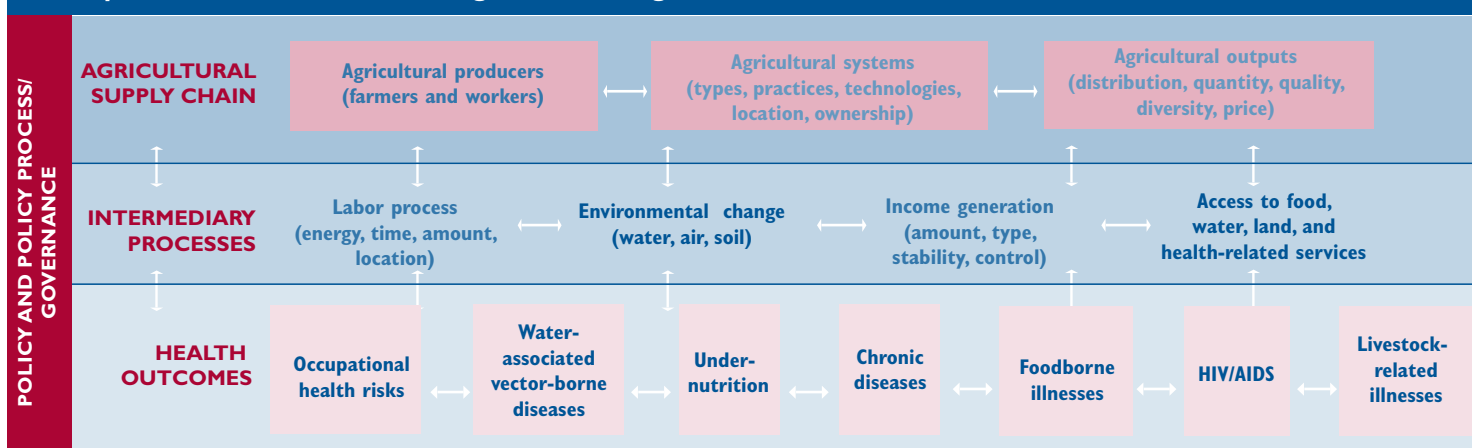 POLICY AND POLICY PROCESS/
GOVERNANCE
AGRICULTURAL
SUPPLY CHAIN
Agricultural producers
(farmers and workers)
Agricultural systems
(types, practices, technologies,
location, ownership)
Agricultural outputs
(distribution, quantity, quality,
diversity, price)
INTERMEDIARY
PROCESSES
Labor process
(energy, time, amount,
location)
Environmental change
(water, air, soil)
Income generation
(amount, type,
stability, control)
Access to food,
water, land, and
health-related services
HEALTH
OUTCOMES
Occupational
health risks
Water-
associated
vector-borne
diseases
Under-
nutrition
Chronic
diseases
Foodborne
illnesses
HIV/AIDS
Livestock-
related
illnesses